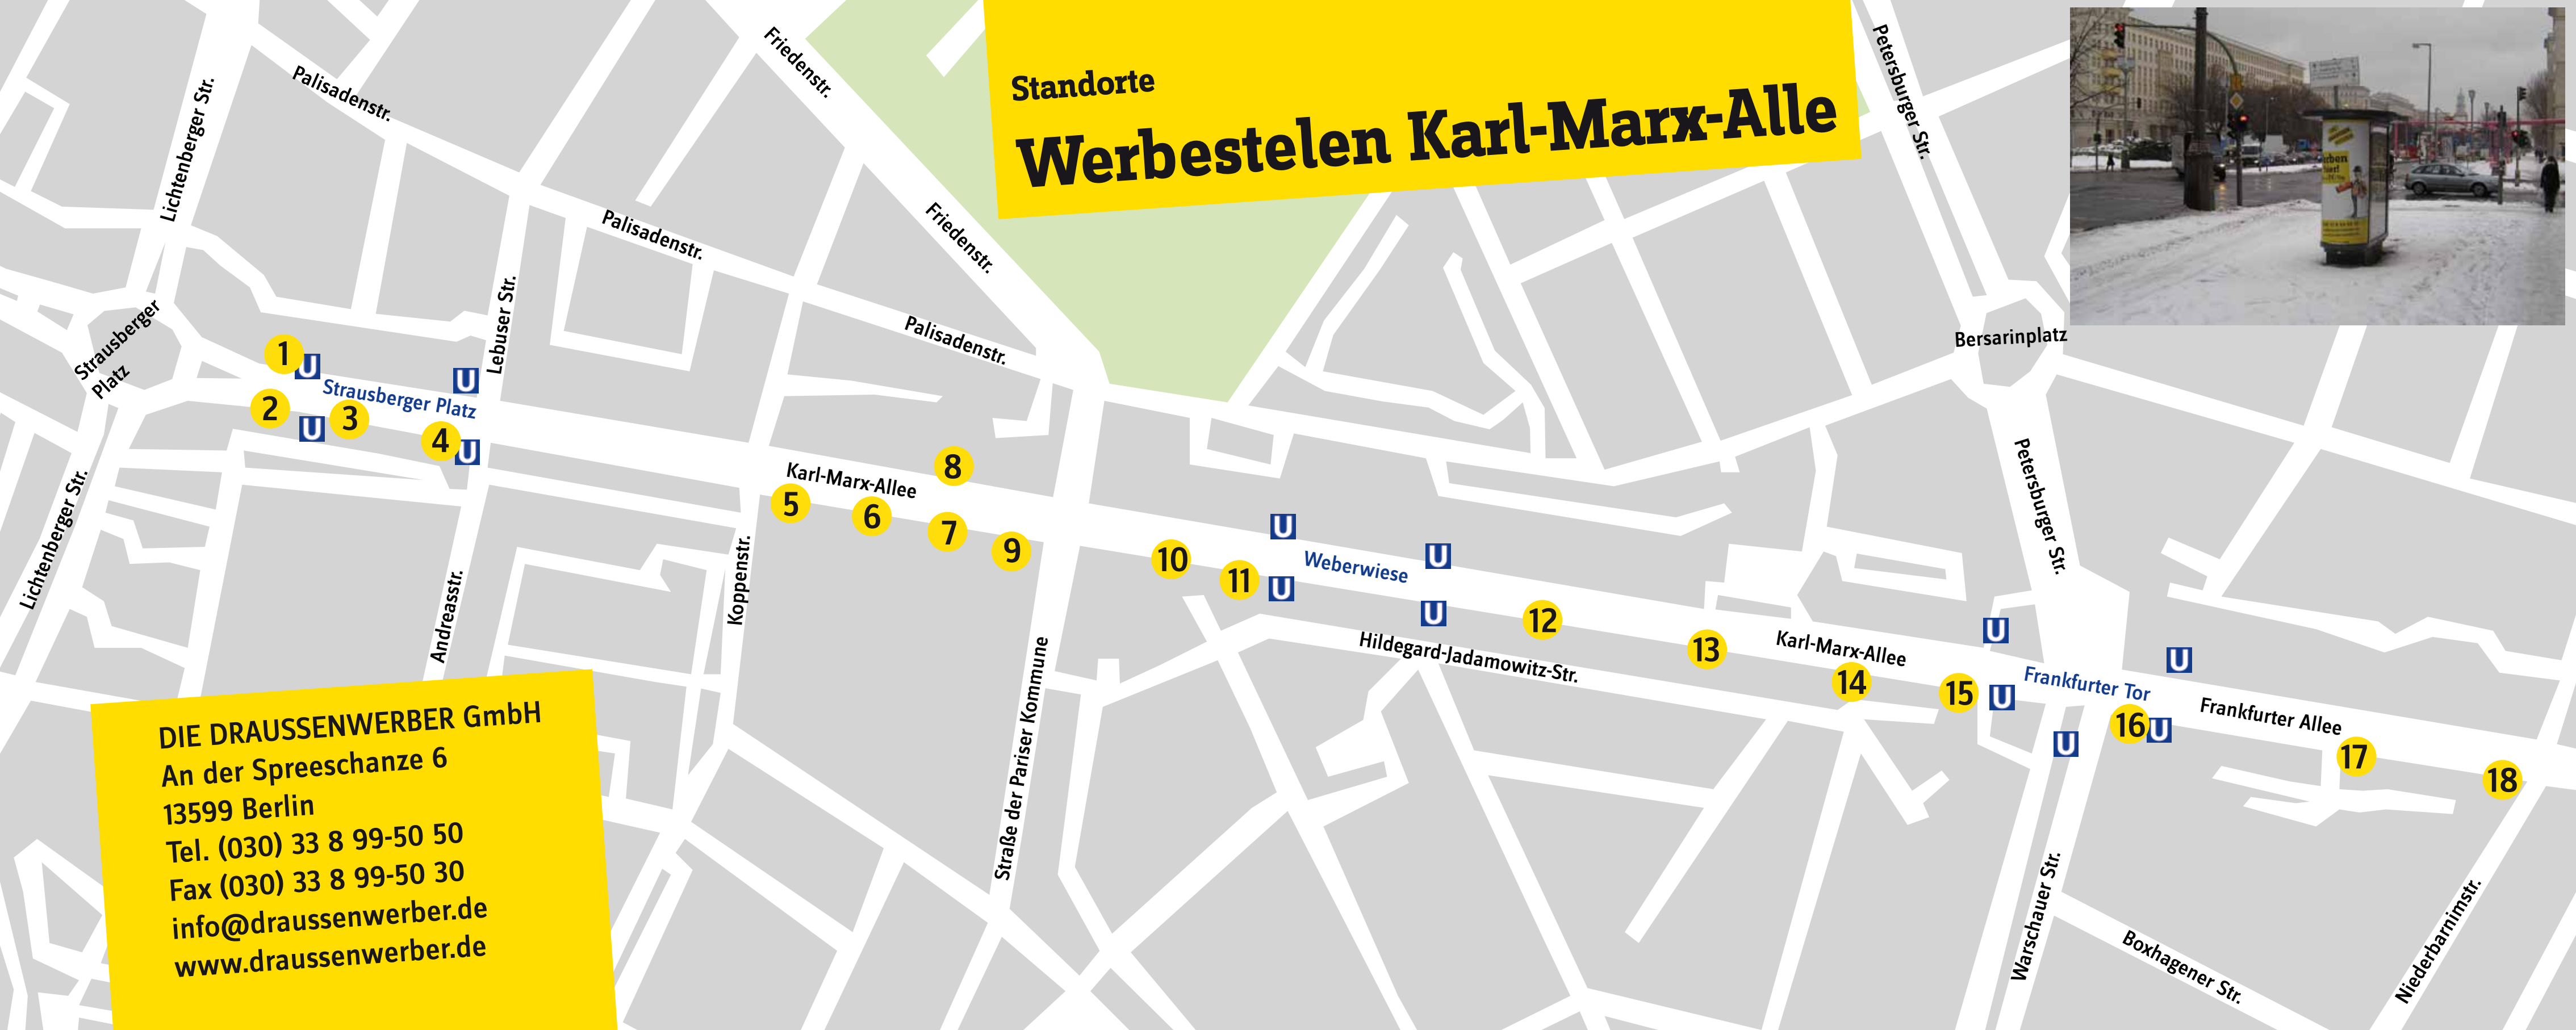 Standorte
Werbestelen Karl-Marx-Alle
Palisadenstr.
Lichtenberger Str.
Friedenstr.
Petersburger Str.
Palisadenstr.
Friedenstr.
Lebuser Str.
Strausberger
Platz
Palisadenstr.
Bersarinplatz
1
U
U
Strausberger Platz
2
3
U
4
U
8
Karl-Marx-Allee
5
6
7
9
Lichtenberger Str.
Andreasstr.
Koppenstr.
Petersburger Str.
10
11
U
U
Weberwiese
U
U
12
13
Hildegard-Jadamowitz-Str.
Karl-Marx-Allee
14
15
U
U
Frankfurter Tor
U
U
16
U
Frankfurter Allee
17
18
Straße der Pariser Kommune
Warschauer Str.
Boxhagener Str.
Niederbarnimstr.
DIE DRAUSSENWERBER GmbH
An der Spreeschanze 6
13599 Berlin
Tel. (030) 33 8 99-50 50
Fax (030) 33 8 99-50 30
info@draussenwerber.de
www.draussenwerber.de